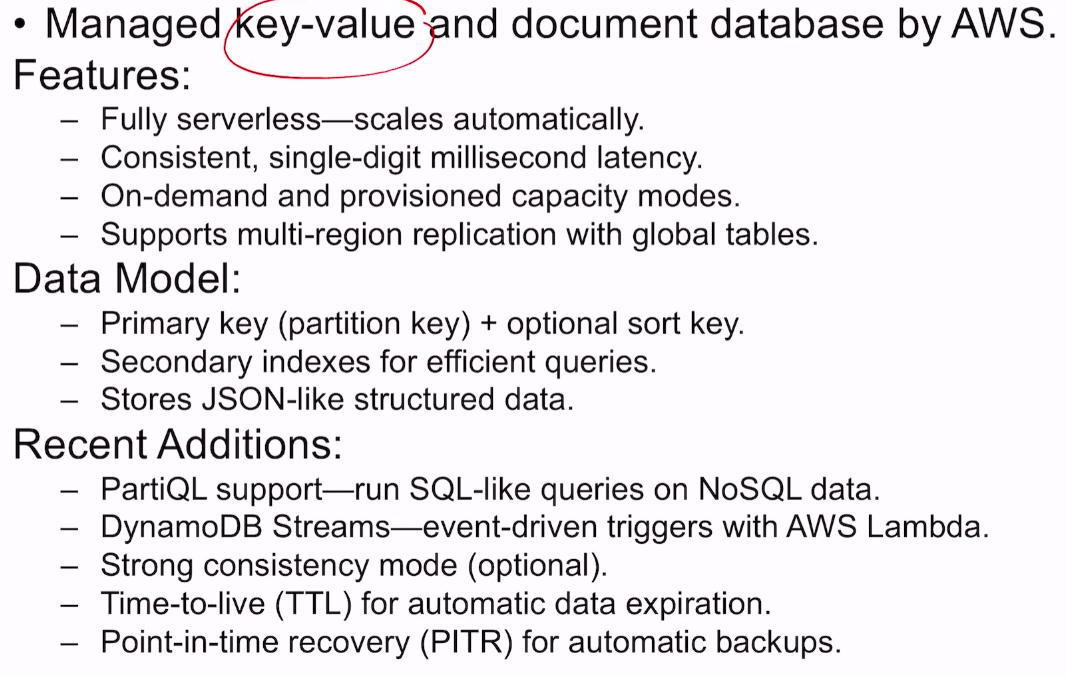 • Managed key-value and document database by AWS.
Features:
– Fully serverless—scales automatically.
– Consistent, single-digit millisecond latency.
– On-demand and provisioned capacity modes.
– Supports multi-region replication with global tables.
Data Model:
– Primary key (partition key) + optional sort key.
– Secondary indexes for efficient queries.
– Stores JSON-like structured data.
Recent Additions:
– PartiQL support—run SQL-like queries on NoSQL data.
– DynamoDB Streams—event-driven triggers with AWS Lambda.
– Strong consistency mode (optional).
– Time-to-live (TTL) for automatic data expiration.
– Point-in-time recovery (PITR) for automatic backups.